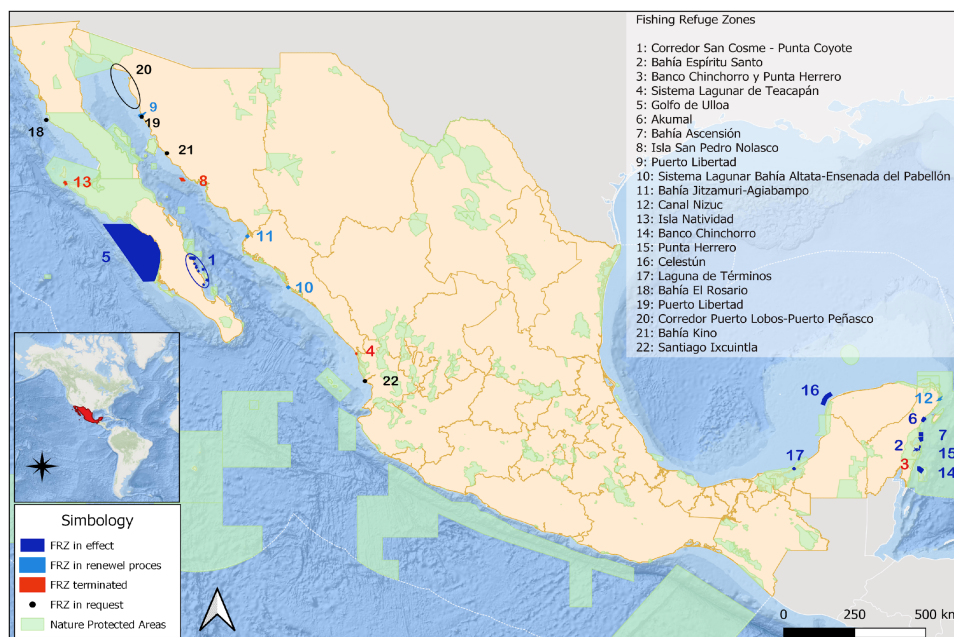 Fishing Refuge Zones
1: Corredor San Cosme - Punta Coyote
2: Bahía Espíritu Santo
3: Banco Chinchorro y Punta Herrero
4: Sistema Lagunar de Teacapán
5: Golfo de Ulloa
6: Akumal
7: Bahía Ascensión
8: Isla San Pedro Nolasco
9: Puerto Libertad
10: Sistema Lagunar Bahía Altata-Ensenada del Pabellón
11: Bahía Jitzamuri-Agiabampo
12: Canal Nizuc
13: Isla Natividad
14: Banco Chinchorro
15: Punta Herrero
16: Celestún
17: Laguna de Términos
18: Bahía El Rosario
19: Puerto Libertad
20: Corredor Puerto Lobos-Puerto Peñasco
21: Bahía Kino
22: Santiago Ixcuintla
20
9
19
18
21
13
8
11
5
1
10
4
22
16
12
6
7
2
15
17
3
14
Simbology
FRZ in effect
FRZ in renewel proces
FRZ terminated
FRZ in request
Nature Protected Areas
0 250 500 km